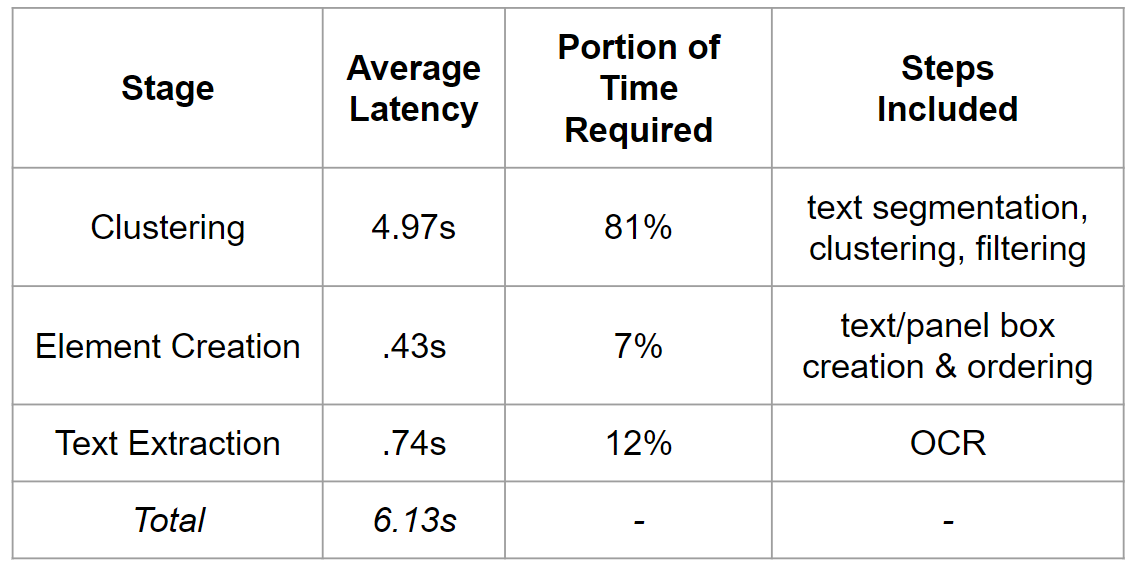 Stage
Average
Latency
Portion of
Time
Required
Steps
Included
Clustering
4.97s
81%
text segmentation,
clustering, filtering
Element Creation
.43s
7%
text/panel box
creation & ordering
Text Extraction
.74s
12%
OCR
Total
6.13s
-
-